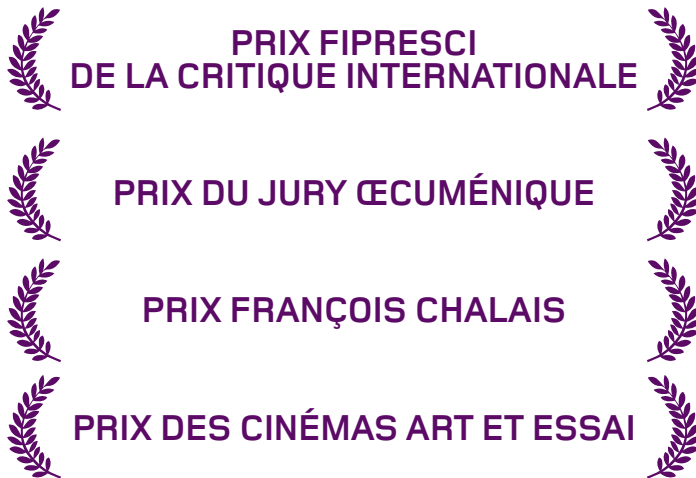 PRIX FIPRESCI
DE LA CRITIQUE INTERNATIONALE
PRIX DU JURY ŒCUMÉNIQUE
PRIX FRANÇOIS CHALAIS
PRIX DES CINÉMAS ART ET ESSAI